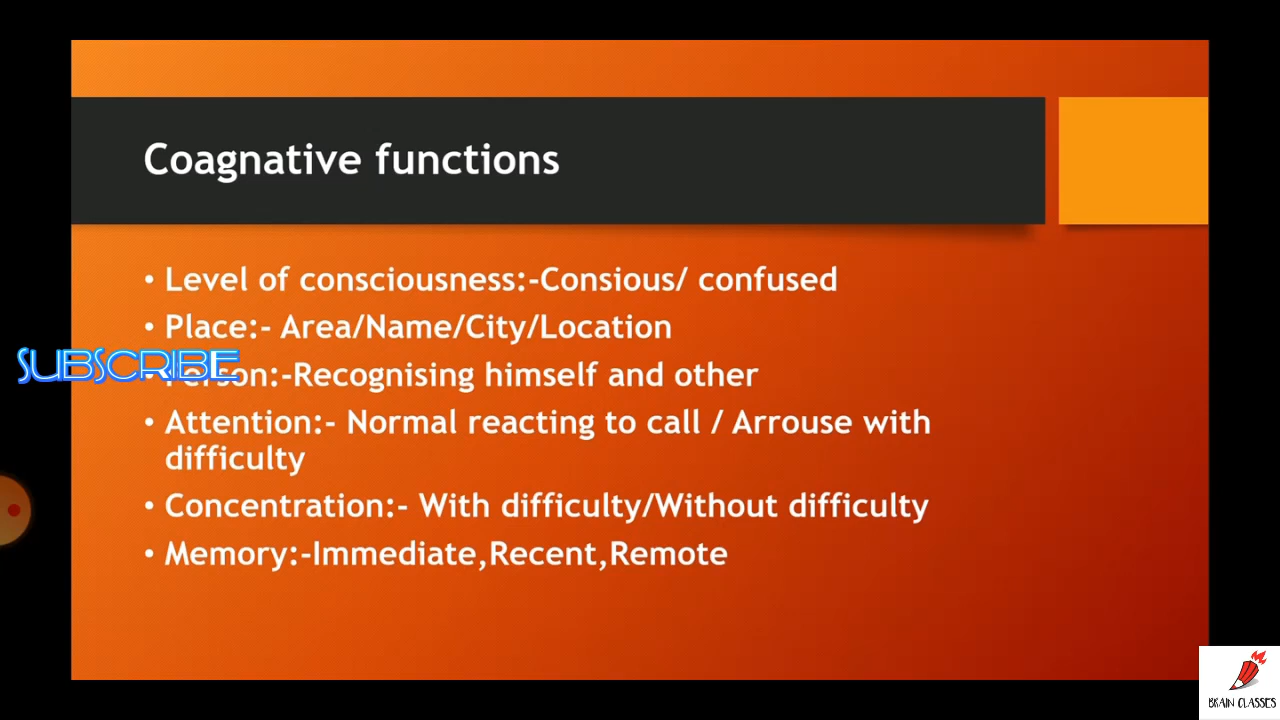 Coagnative functions
• Level of consciousness:-Consious/ confused
• Place:- Area/Name/City/Location
SUBSCRIBE
• Person:-Recognising himself and other
• Attention:- Normal reacting to call / Arrouse with
difficulty
• Concentration:- With difficulty/Without difficulty
• Memory:-Immediate,Recent,Remote
BRAIN CLASSES